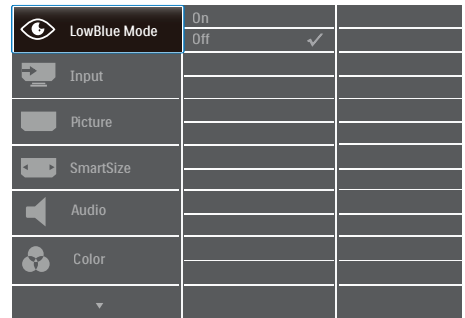 LowBlue Mode
On
Off
Input
Picture
SmartSize
Audio
Color